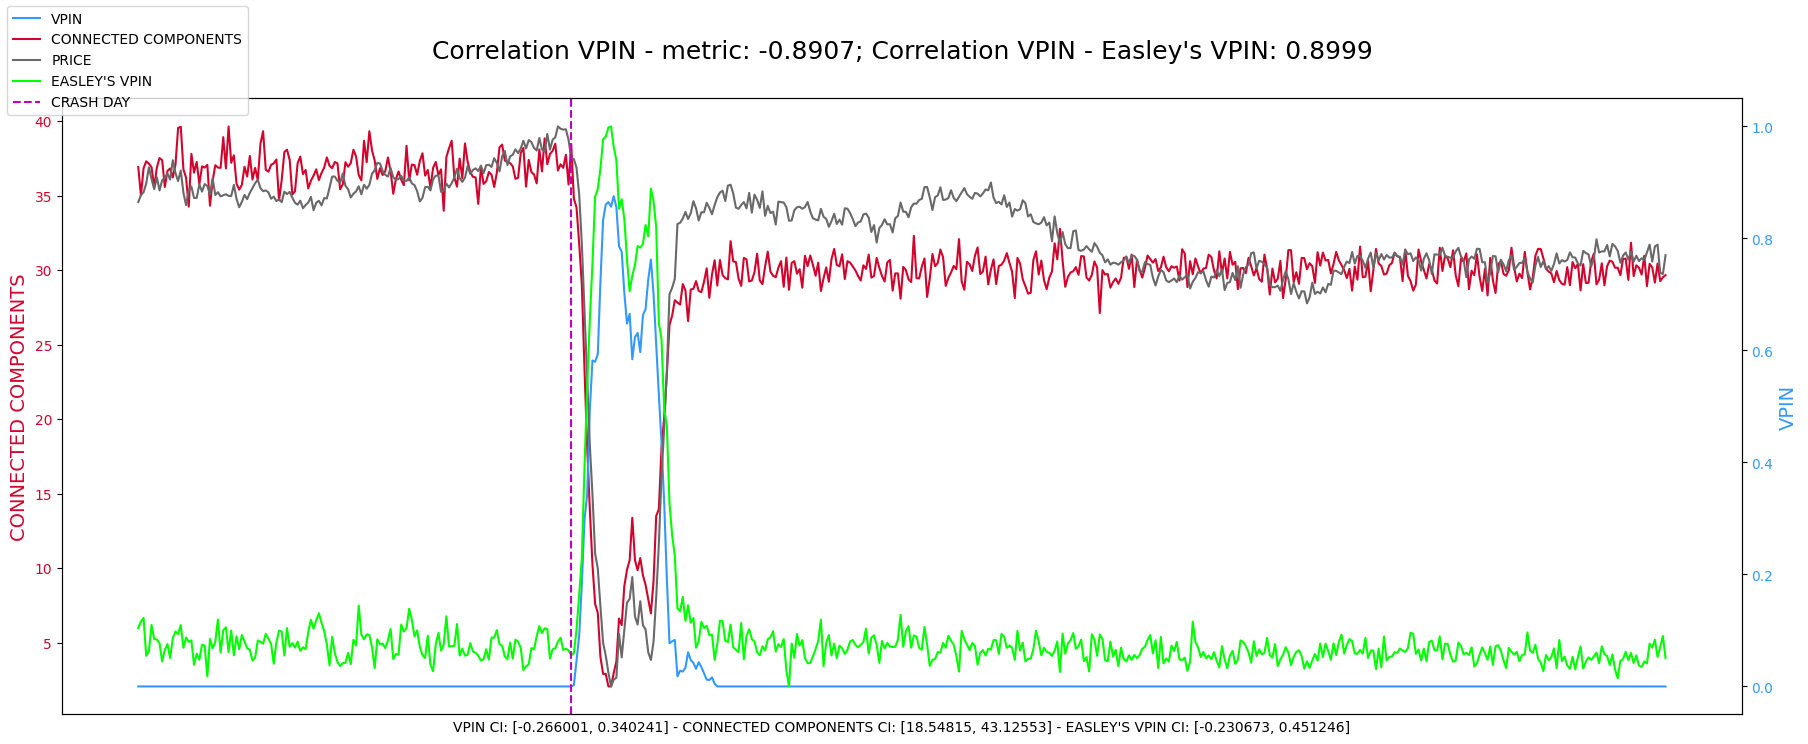 VPIN
CONNECTED COMPONENTS
PRICE
EASLEY'S VPIN
CRASH DAY
Correlation VPIN - metric: -0.8907; Correlation VPIN - Easley's VPIN: 0.8999
CONNECTED COMPONENTS
40
35
30
25
20
15
10
5
1.0
0.8
0.6
0.4
0.2
0.0
VPIN
VPIN CI: [-0.266001, 0.340241] - CONNECTED COMPONENTS CI: [18.54815, 43.12553] - EASLEY'S VPIN CI: [-0.230673, 0.451246]